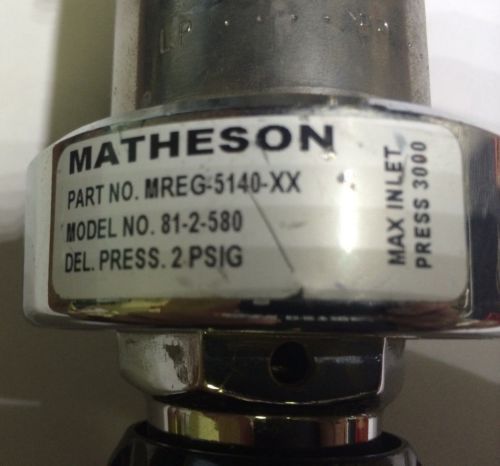 MATHESON
PART NO. MREG-5140-XX
MODEL NO. 81-2-580
DEL. PRESS. 2 PSIG
MAX INLET
PRESS 3000